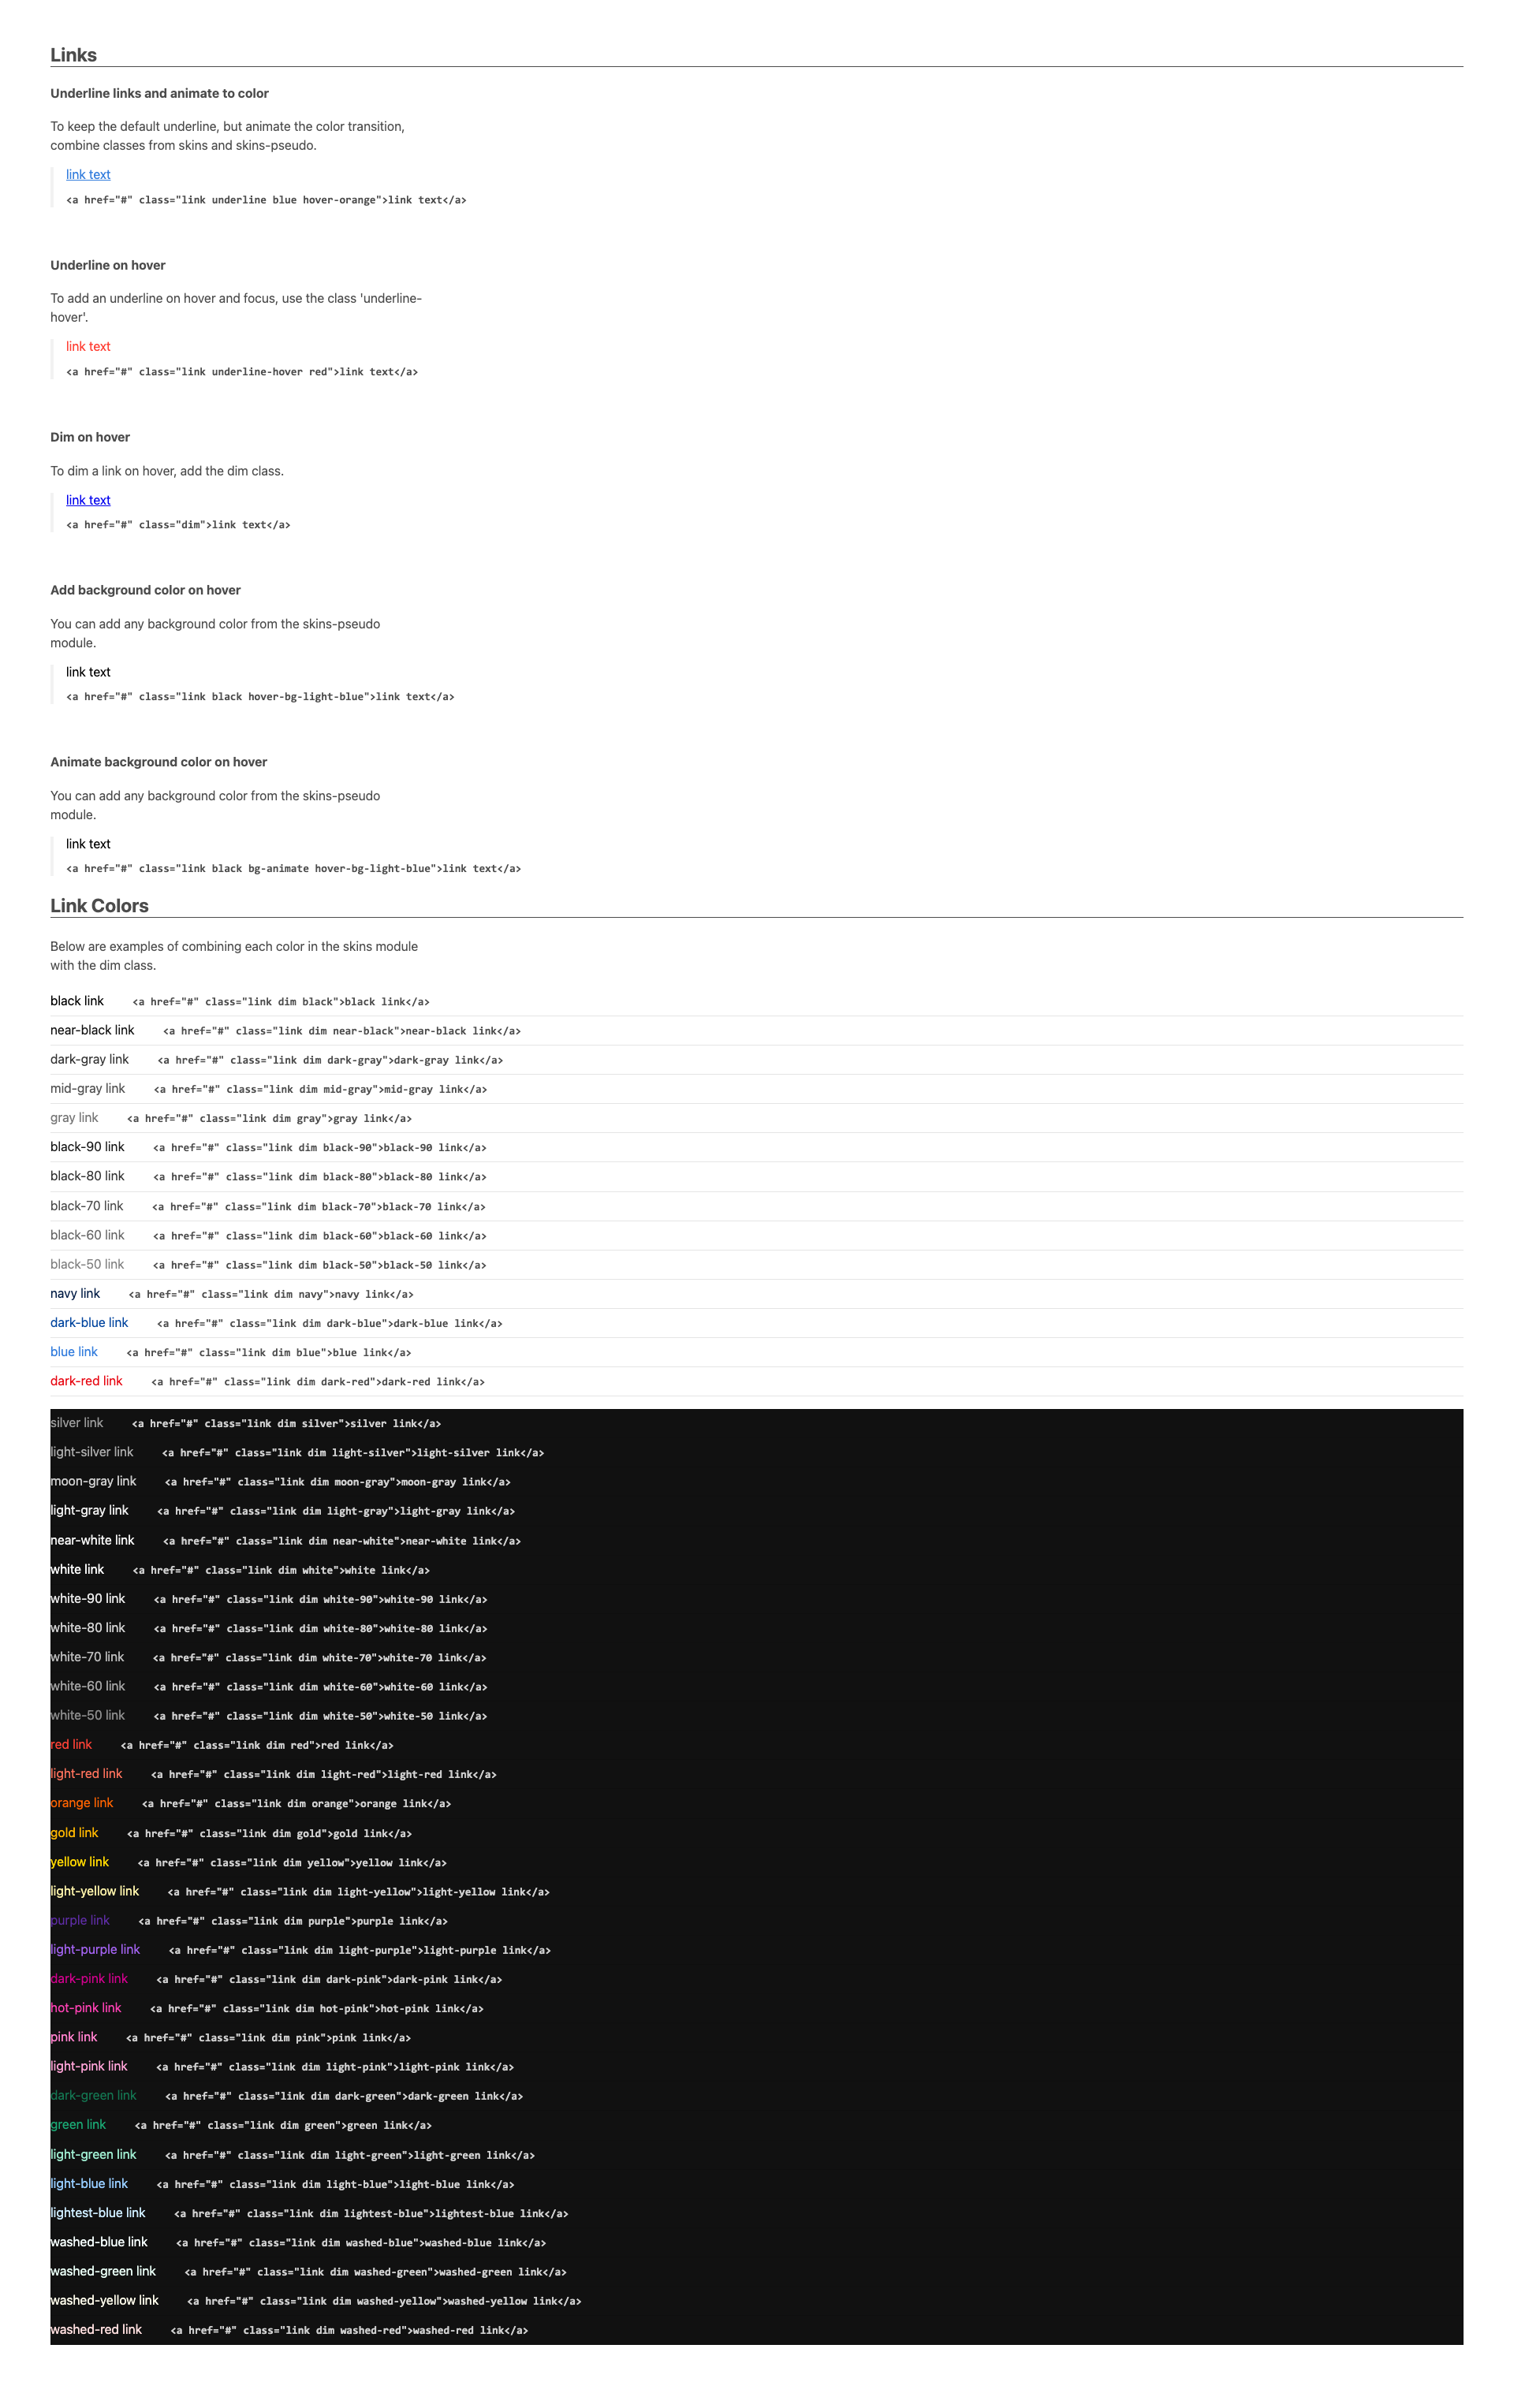 Links
Underline links and animate to color
To keep the default underline, but animate the color transition,
combine classes from skins and skins-pseudo.
link text
<a href="#" class="link underline blue hover-orange">link text</a>
Underline on hover
To add an underline on hover and focus, use the class 'underline-
hover'.
link text
<a href="#" class="link underline-hover red">link text</a>
Dim on hover
To dim a link on hover, add the dim class.
link text
<a href="#" class="dim">link text</a>
Add background color on hover
You can add any background color from the skins-pseudo
module.
link text
<a href="#" class="link black hover-bg-light-blue">link text</a>
Animate background color on hover
You can add any background color from the skins-pseudo
module.
link text
<a href="#" class="link black bg-animate hover-bg-light-blue">link text</a>
Link Colors
Below are examples of combining each color in the skins module
with the dim class.
black link <a href="#" class="link dim black">black link</a>
near-black link <a href="#" class="link dim near-black">near-black link</a>
dark-gray link <a href="#" class="link dim dark-gray">dark-gray link</a>
mid-gray link <a href="#" class="link dim mid-gray">mid-gray link</a>
gray link <a href="#" class="link dim gray">gray link</a>
black-90 link <a href="#" class="link dim black-90">black-90 link</a>
black-80 link <a href="#" class="link dim black-80">black-80 link</a>
black-70 link <a href="#" class="link dim black-70">black-70 link</a>
black-60 link <a href="#" class="link dim black-60">black-60 link</a>
black-50 link <a href="#" class="link dim black-50">black-50 link</a>
navy link <a href="#" class="link dim navy">navy link</a>
dark-blue link <a href="#" class="link dim dark-blue">dark-blue link</a>
blue link <a href="#" class="link dim blue">blue link</a>
dark-red link <a href="#" class="link dim dark-red">dark-red link</a>
silver link <a href="#" class="link dim silver">silver link</a>
light-silver link <a href="#" class="link dim light-silver">light-silver link</a>
moon-gray link <a href="#" class="link dim moon-gray">moon-gray link</a>
light-gray link <a href="#" class="link dim light-gray">light-gray link</a>
near-white link <a href="#" class="link dim near-white">near-white link</a>
white link <a href="#" class="link dim white">white link</a>
white-90 link <a href="#" class="link dim white-90">white-90 link</a>
white-80 link <a href="#" class="link dim white-80">white-80 link</a>
white-70 link <a href="#" class="link dim white-70">white-70 link</a>
white-60 link <a href="#" class="link dim white-60">white-60 link</a>
white-50 link <a href="#" class="link dim white-50">white-50 link</a>
red link <a href="#" class="link dim red">red link</a>
light-red link <a href="#" class="link dim light-red">light-red link</a>
orange link <a href="#" class="link dim orange">orange link</a>
gold link <a href="#" class="link dim gold">gold link</a>
yellow link <a href="#" class="link dim yellow">yellow link</a>
light-yellow link <a href="#" class="link dim light-yellow">light-yellow link</a>
purple link <a href="#" class="link dim purple">purple link</a>
light-purple link <a href="#" class="link dim light-purple">light-purple link</a>
dark-pink link <a href="#" class="link dim dark-pink">dark-pink link</a>
hot-pink link <a href="#" class="link dim hot-pink">hot-pink link</a>
pink link <a href="#" class="link dim pink">pink link</a>
light-pink link <a href="#" class="link dim light-pink">light-pink link</a>
dark-green link <a href="#" class="link dim dark-green">dark-green link</a>
green link <a href="#" class="link dim green">green link</a>
light-green link <a href="#" class="link dim light-green">light-green link</a>
light-blue link <a href="#" class="link dim light-blue">light-blue link</a>
lightest-blue link <a href="#" class="link dim lightest-blue">lightest-blue link</a>
washed-blue link <a href="#" class="link dim washed-blue">washed-blue link</a>
washed-green link <a href="#" class="link dim washed-green">washed-green link</a>
washed-yellow link <a href="#" class="link dim washed-yellow">washed-yellow link</a>
washed-red link <a href="#" class="link dim washed-red">washed-red link</a>